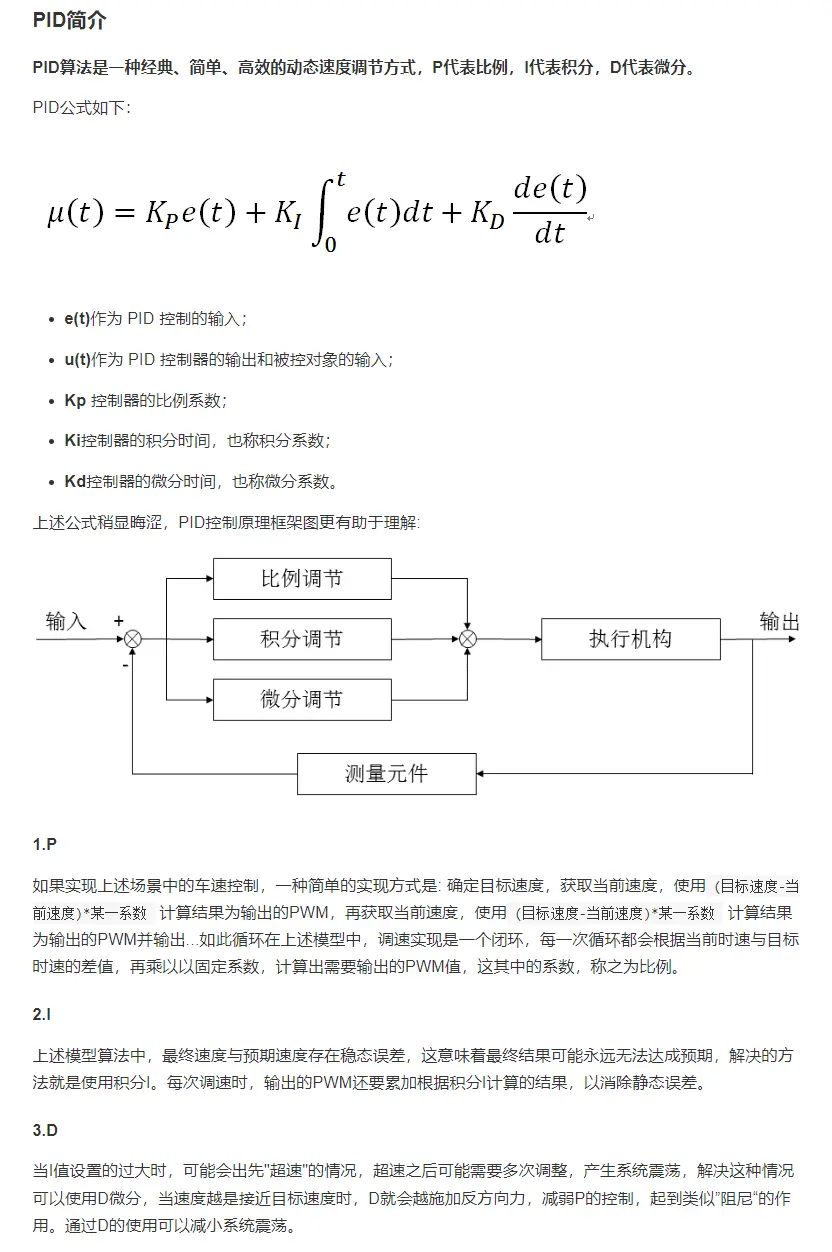 PID简介
PID算法是一种经典、简单、高效的动态速度调节方式，P代表比例，I代表积分，D代表微分。
PID公式如下：
μ(t) = K_P e(t) + K_I ∫_0^t e(t)dt + K_D de(t)/dt
• e(t)作为 PID 控制的输入；
• u(t)作为 PID 控制器的输出和被控对象的输入；
• Kp 控制器的比例系数；
• Ki控制器的积分时间，也称积分系数；
• Kd控制器的微分时间，也称微分系数。
上述公式稍显晦涩，PID控制原理框架图更有助于理解:
比例调节
输入 + 积分调节 执行机构 输出
-
微分调节
测量元件
1.P
如果实现上述场景中的车速控制，一种简单的实现方式是: 确定目标速度，获取当前速度，使用 (目标速度-当
前速度)*某一系数 计算结果为输出的PWM，再获取当前速度，使用 (目标速度-当前速度)*某一系数 计算结果
为输出的PWM并输出...如此循环在上述模型中，调速实现是一个闭环，每一次循环都会根据当前时速与目标
时速的差值，再乘以以固定系数，计算出需要输出的PWM值，这其中的系数，称之为比例。
2.I
上述模型算法中，最终速度与预期速度存在稳态误差，这意味着最终结果可能永远无法达成预期，解决的方
法就是使用积分I。每次调速时，输出的PWM还要累加根据积分I计算的结果，以消除静态误差。
3.D
当I值设置的过大时，可能会出先"超速"的情况，超速之后可能需要多次调整，产生系统震荡，解决这种情况
可以使用D微分，当速度越是接近目标速度时，D就会越施加反方向力，减弱P的控制，起到类似”阻尼“的作
用。通过D的使用可以减小系统震荡。